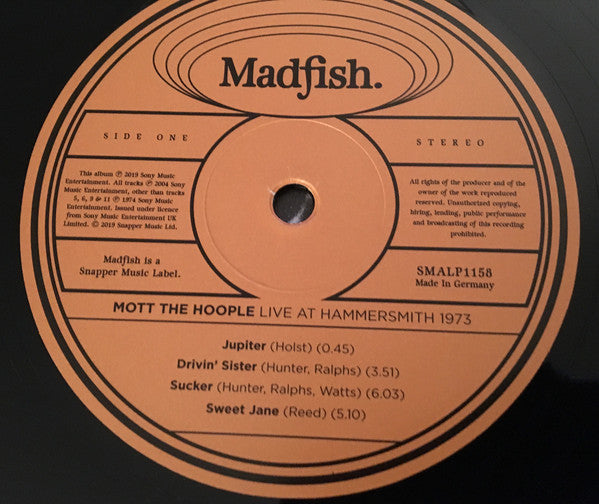 Madfish.
SIDE ONE
STEREO
This album ℗ 2019 Sony Music
Entertainment. All tracks ℗ 2004 Sony
Music Entertainment, other than tracks
5, 6, 9 & 11 ℗ 1974 Sony Music
Entertainment. Issued under licence
from Sony Music Entertainment UK
Limited. © 2019 Snapper Music Ltd.
All rights of the producer and of the
owner of the work reproduced
reserved. Unauthorized copying,
hiring, lending, public performance
and broadcasting of this recording
prohibited.
Madfish is a
Snapper Music Label.
SMALP1158
Made In Germany
MOTT THE HOOPLE LIVE AT HAMMERSMITH 1973
Jupiter (Holst) (0.45)
Drivin' Sister (Hunter, Ralphs) (3.51)
Sucker (Hunter, Ralphs, Watts) (6.03)
Sweet Jane (Reed) (5.10)